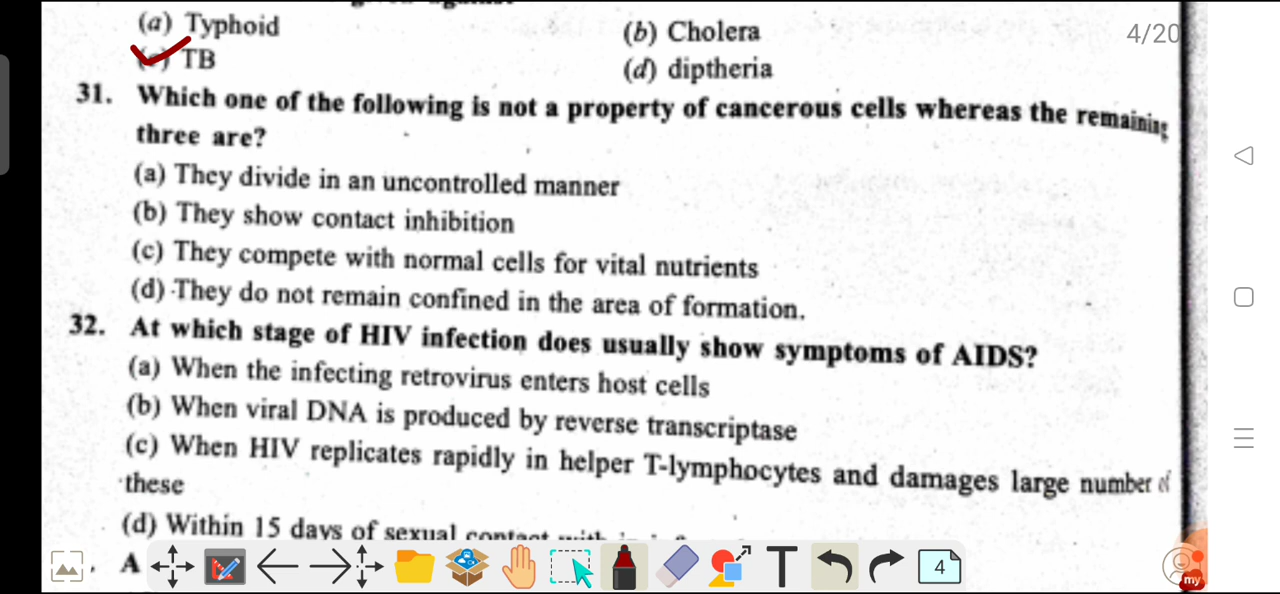 (a) Typhoid (b) Cholera
4/20
TB (d) diptheria
31. Which one of the following is not a property of cancerous cells whereas the remaining
three are?
(a) They divide in an uncontrolled manner
(b) They show contact inhibition
(c) They compete with normal cells for vital nutrients
(d) They do not remain confined in the area of formation.
32. At which stage of HIV infection does usually show symptoms of AIDS?
(a) When the infecting retrovirus enters host cells
(b) When viral DNA is produced by reverse transcriptase
(c) When HIV replicates rapidly in helper T-lymphocytes and damages large number of
these
(d) Within 15 days of sexual contact with
A
T
4
my